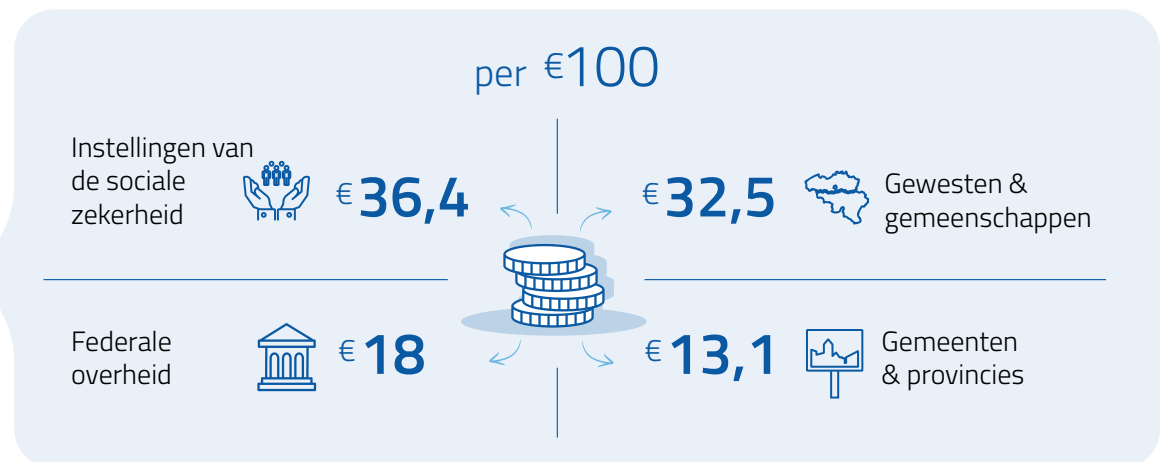 per €100
Instellingen van
de sociale
zekerheid
€36,4
€32,5
Gewesten &
gemeenschappen
Federale
overheid
€18
€13,1
Gemeenten
& provincies